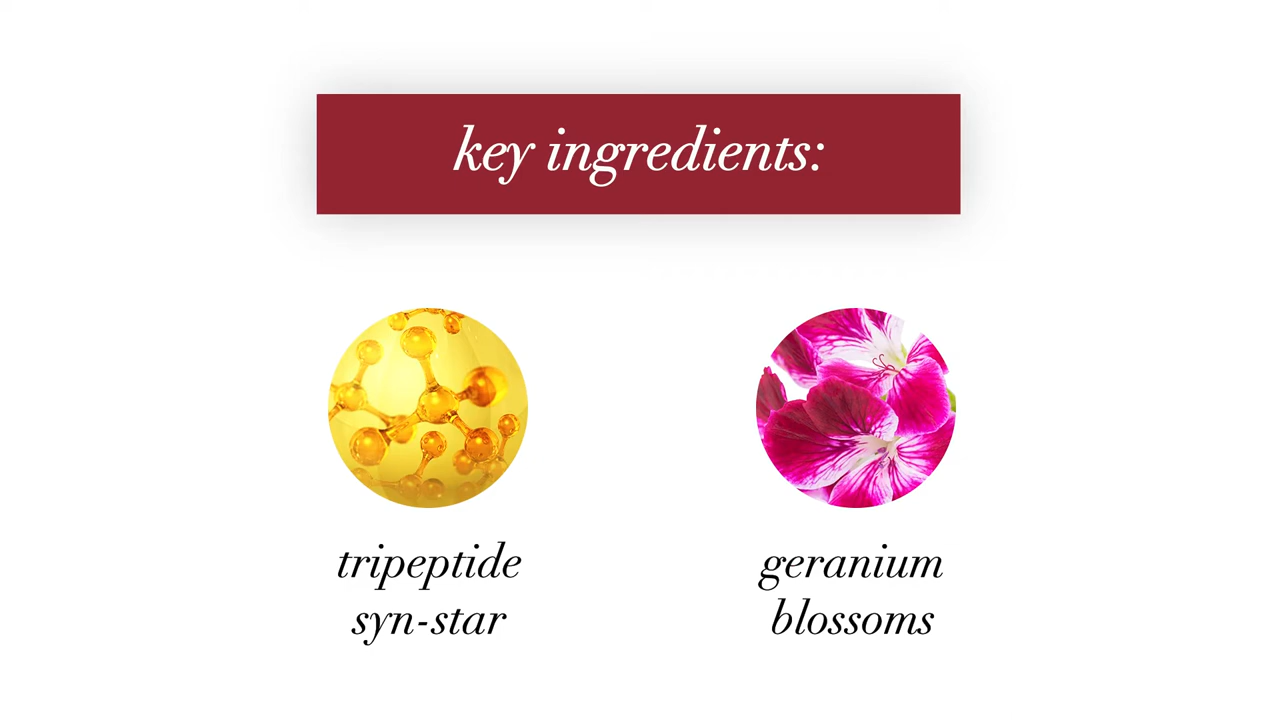 key ingredients:
tripeptide
syn-star
geranium
blossoms